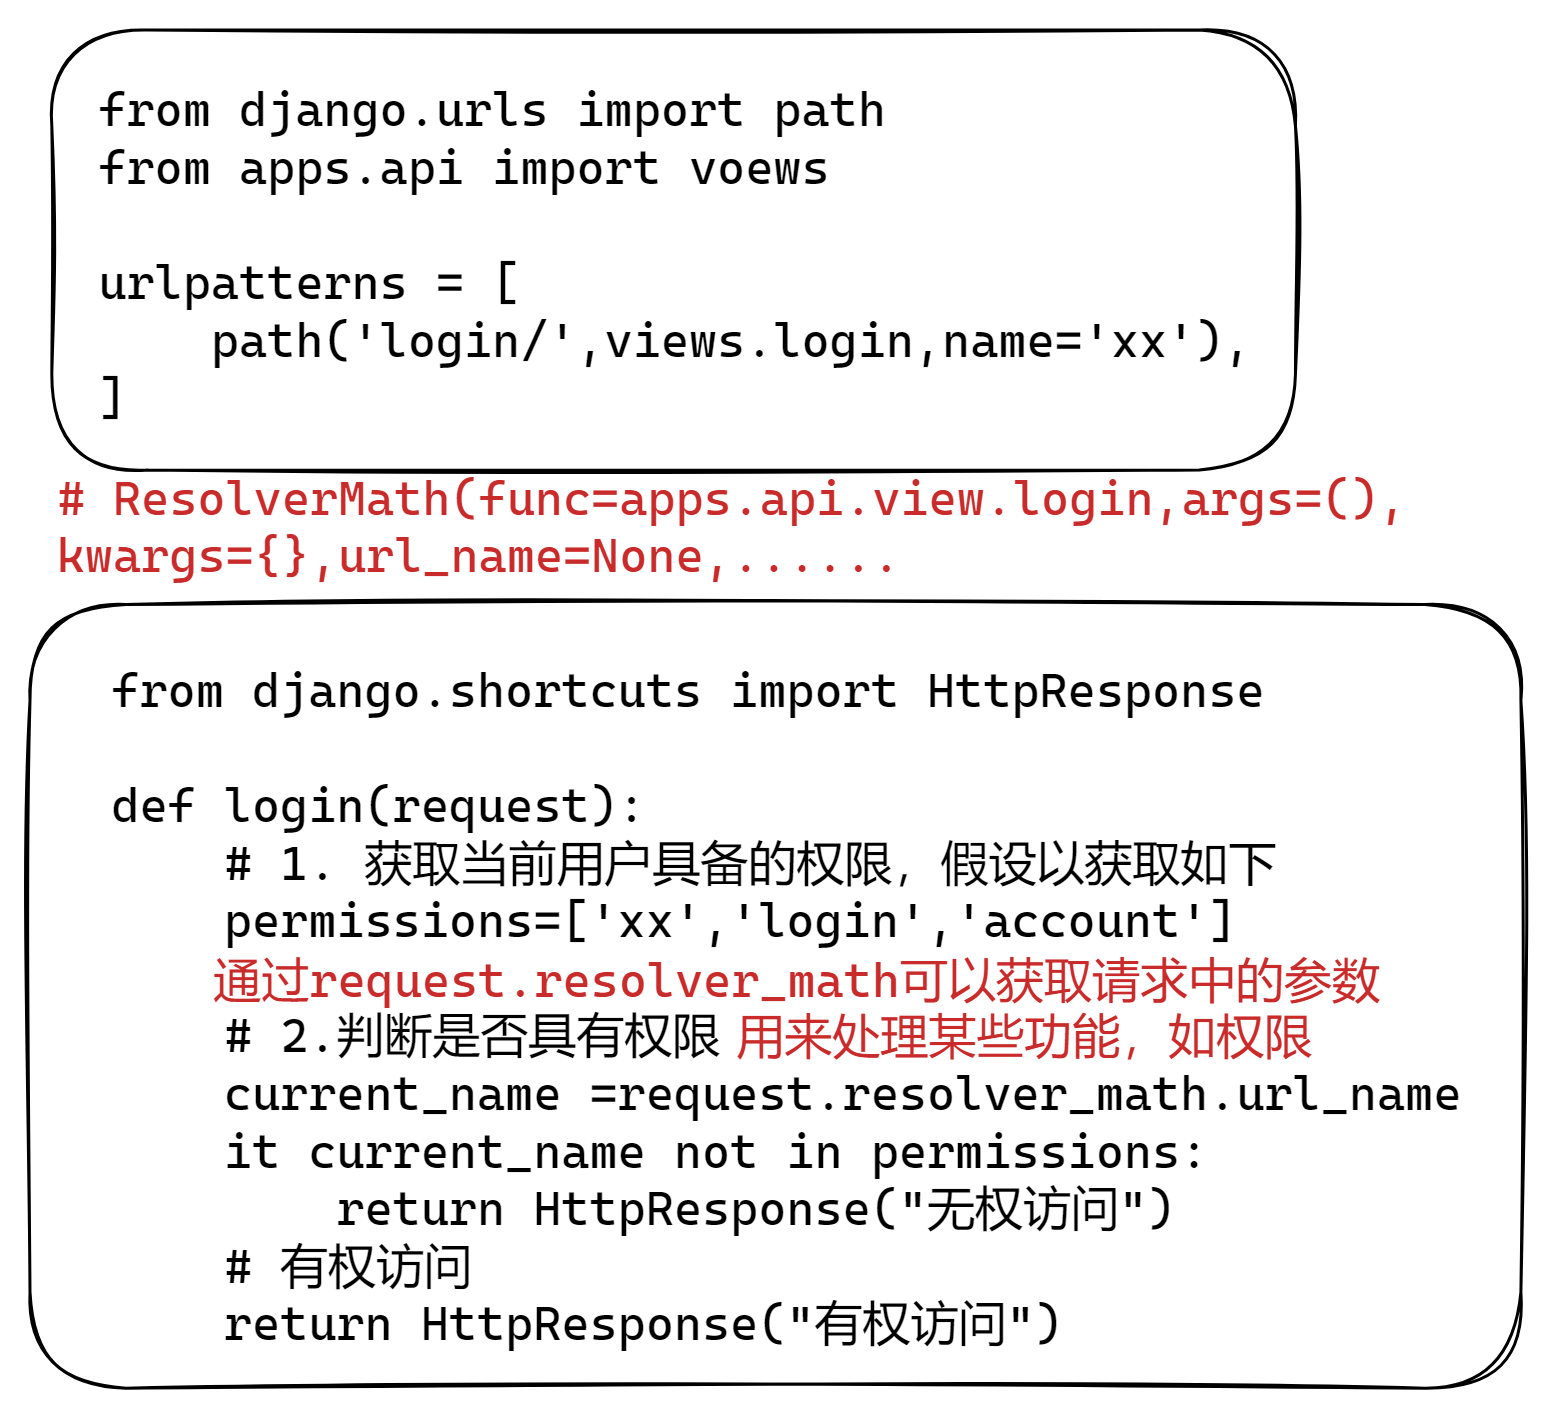 from django.urls import path
from apps.api import voews
urlpatterns = [
    path('login/',views.login,name='xx'),
]
# ResolverMath(func=apps.api.view.login,args=(),
kwargs={},url_name=None,......
from django.shortcuts import HttpResponse
def login(request):
    # 1. 获取当前用户具备的权限，假设以获取如下
    permissions=['xx','login','account']
    通过request.resolver_math可以获取请求中的参数
    # 2.判断是否具有权限 用来处理某些功能，如权限
    current_name =request.resolver_math.url_name
    it current_name not in permissions:
        return HttpResponse("无权访问")
    # 有权访问
    return HttpResponse("有权访问")